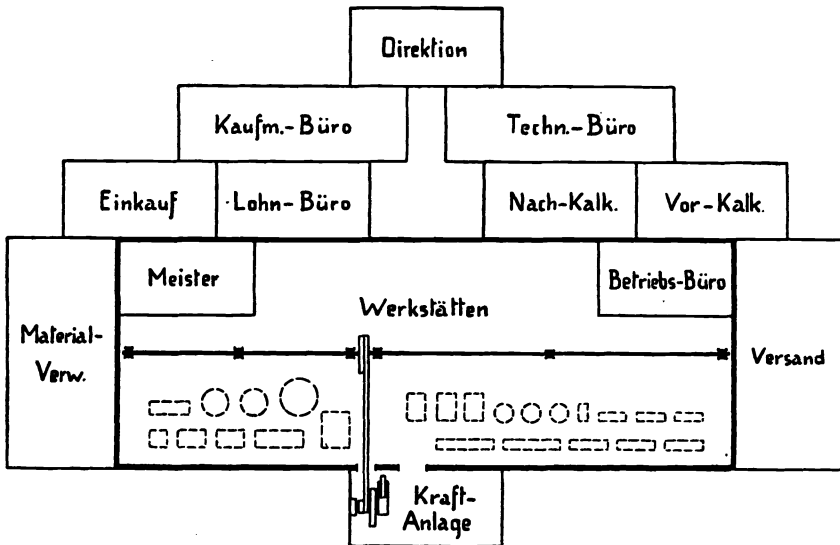 Direktion
Kaufm.-Büro
Techn.-Büro
Einkauf
Lohn-Büro
Nach-Kalk.
Vor-Kalk.
Meister
Betriebs-Büro
Werkstätten
Material-
Verw.
Versand
Kraft-
Anlage